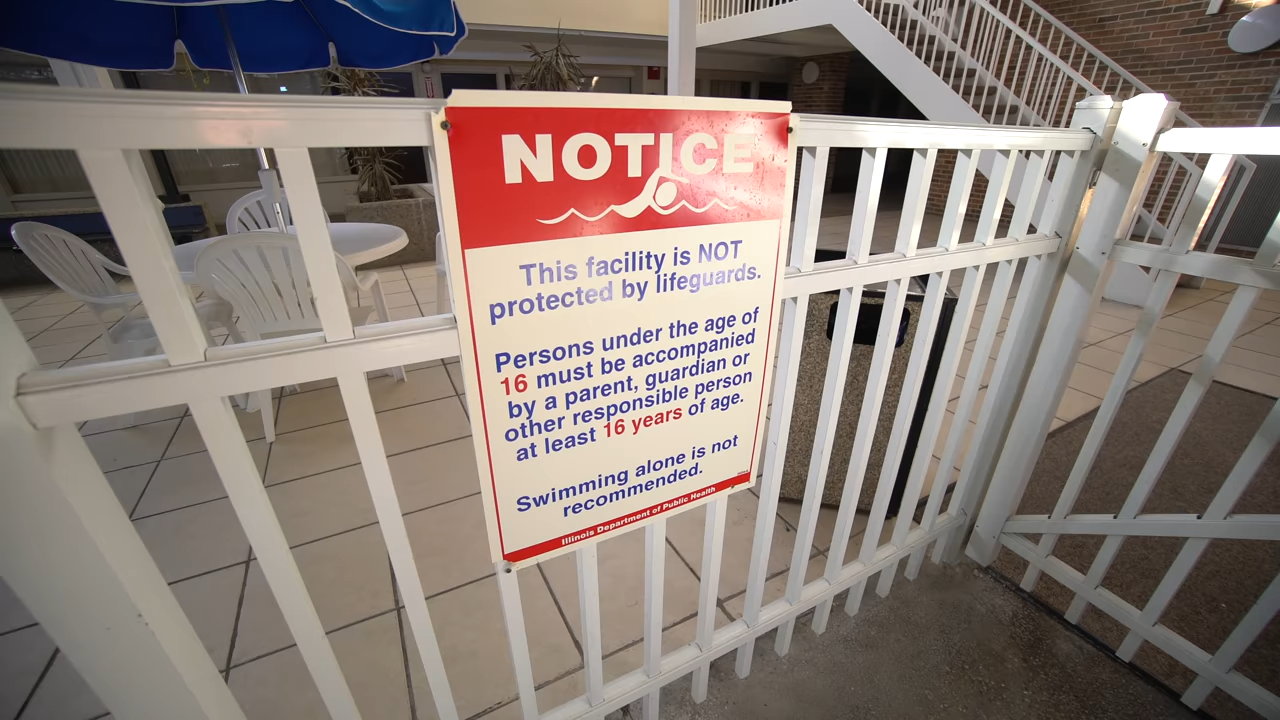 NOTICE
This facility is NOT
protected by lifeguards.
Persons under the age of
16 must be accompanied
by a parent, guardian or
other responsible person
at least 16 years of age.
Swimming alone is not
recommended.
Illinois Department of Public Health